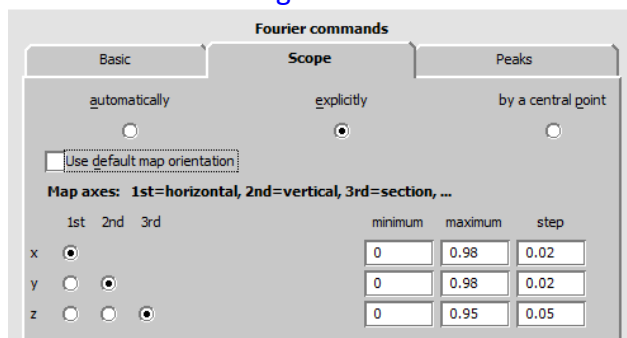 Fourier commands
Basic Scope Peaks
automatically explicitly by a central point
Use default map orientation
Map axes: 1st=horizontal, 2nd=vertical, 3rd=section, ...
1st 2nd 3rd minimum maximum step
x 0 0.98 0.02
y 0 0.98 0.02
z 0 0.95 0.05